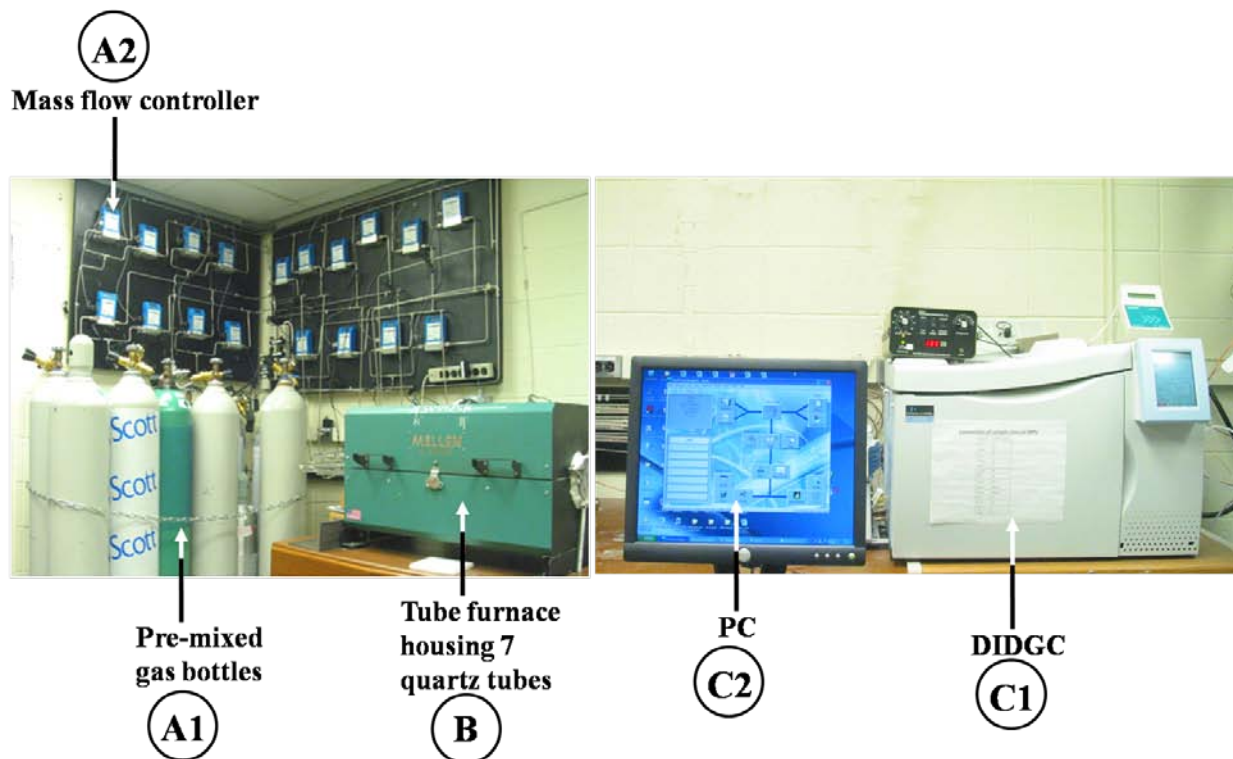 A2
Mass flow controller
Scott
Scott
Scott
MELLEN
Pre-mixed
gas bottles
A1
Tube furnace
housing 7
quartz tubes
B
PC
C2
DIDGC
C1